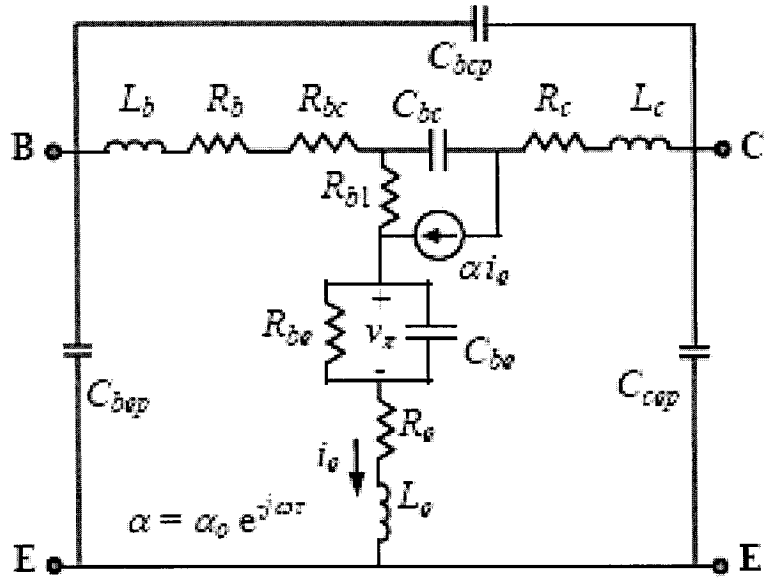 C_bcp
L_b R_b R_bc C_bc R_c L_c
B C
R_b1
αi_e
+
R_be v_π C_be
-
C_bep C_cep
R_e
i_e
L_e
α = α_o e^jωτ
E E